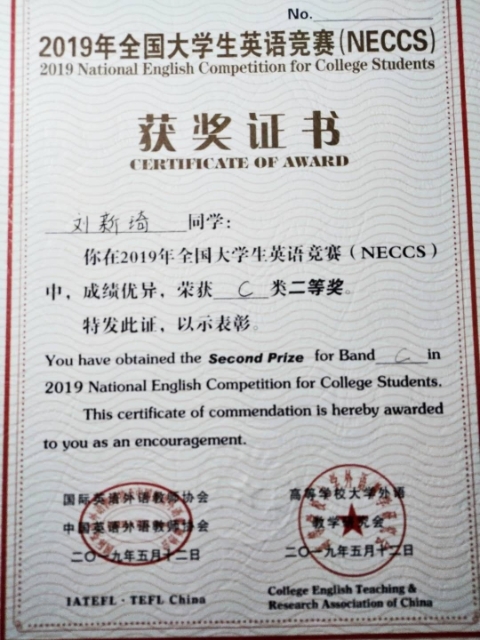 No.
2019年全国大学生英语竞赛(NECCS)
2019 National English Competition for College Students
获奖证书
CERTIFICATE OF AWARD
刘新琦 同学:
你在2019年全国大学生英语竞赛(NECCS)
中，成绩优异，荣获 C 类二等奖。
特发此证，以示表彰。
You have obtained the Second Prize for Band C in
2019 National English Competition for College Students.
This certificate of commendation is hereby awarded
to you as an encouragement.
国际英语外语教师协会
中国英语外语教师协会
二〇一九年五月十二日
IATEFL · TEFL China
高等学校大学外语
教学研究会
二〇一九年五月十二日
College English Teaching &
Research Association of China